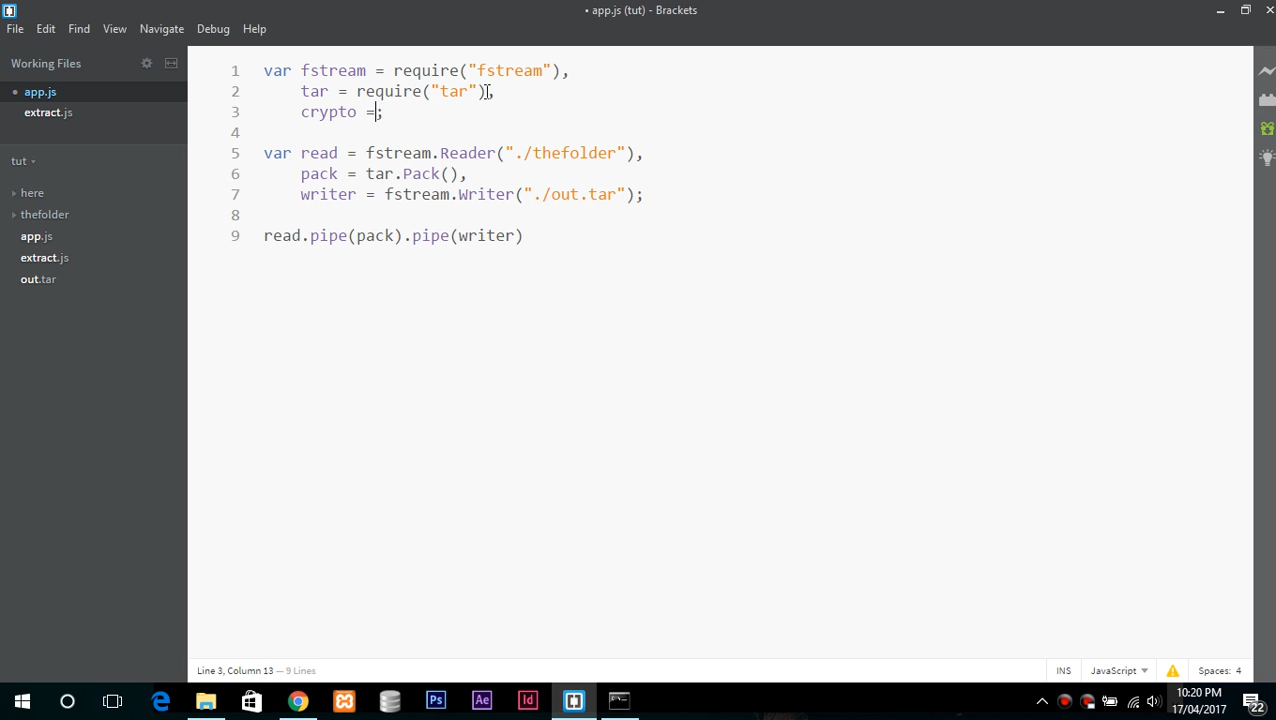 • app.js (tut) - Brackets
File Edit Find View Navigate Debug Help
Working Files
• app.js
extract.js
tut
here
thefolder
app.js
extract.js
out.tar
1 var fstream = require("fstream"),
2 tar = require("tar"),
3 crypto =;
4
5 var read = fstream.Reader("./thefolder"),
6 pack = tar.Pack(),
7 writer = fstream.Writer("./out.tar");
8
9 read.pipe(pack).pipe(writer)
Line 3, Column 13 — 9 Lines
INS JavaScript Spaces: 4
Ps Ae Id
10:20 PM
17/04/2017
22